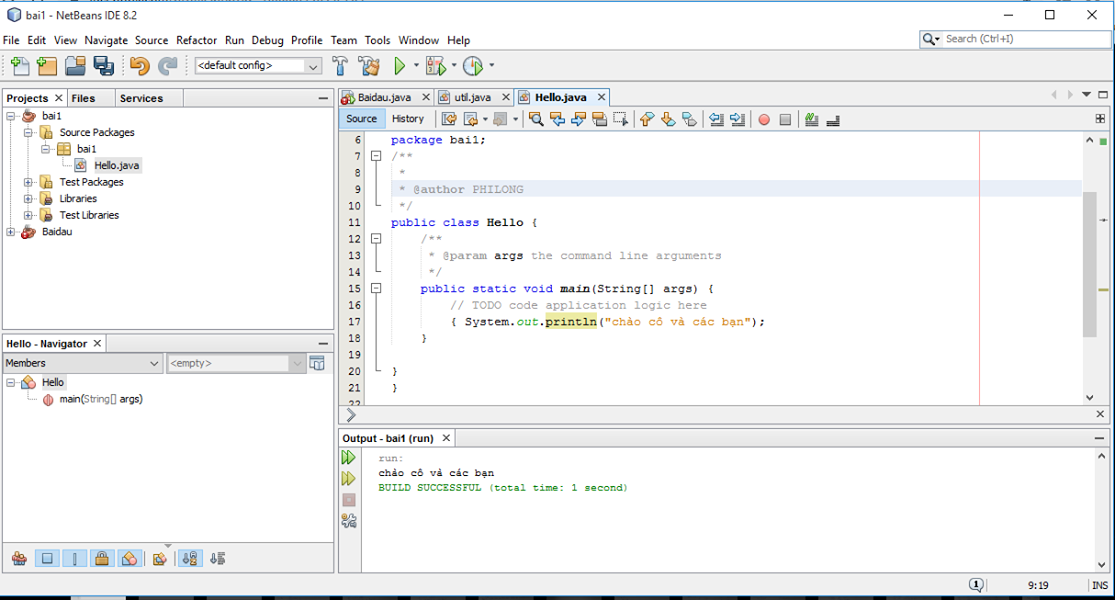 bai1 - NetBeans IDE 8.2
File Edit View Navigate Source Refactor Run Debug Profile Team Tools Window Help
Search (Ctrl+I)
<default config>
Projects Files Services
bai1
Source Packages
bai1
Hello.java
Test Packages
Libraries
Test Libraries
Baidau
Baidau.java util.java Hello.java
Source History
6 package bai1;
7 /**
8 *
9 * @author PHILONG
10 */
11 public class Hello {
12 /**
13 * @param args the command line arguments
14 */
15 public static void main(String[] args) {
16 // TODO code application logic here
17 { System.out.println("chào cô và các bạn");
18 }
19
20 }
21 }
22
Hello - Navigator
Members <empty>
Hello
main(String[] args)
Output - bai1 (run)
run:
chào cô và các bạn
BUILD SUCCESSFUL (total time: 1 second)
1 9:19 INS